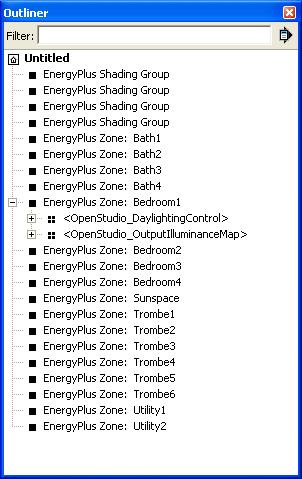 Outliner
Filter:
Untitled
EnergyPlus Shading Group
EnergyPlus Shading Group
EnergyPlus Shading Group
EnergyPlus Shading Group
EnergyPlus Zone: Bath1
EnergyPlus Zone: Bath2
EnergyPlus Zone: Bath3
EnergyPlus Zone: Bath4
EnergyPlus Zone: Bedroom1
<OpenStudio_DaylightingControl>
<OpenStudio_OutputIlluminanceMap>
EnergyPlus Zone: Bedroom2
EnergyPlus Zone: Bedroom3
EnergyPlus Zone: Bedroom4
EnergyPlus Zone: Sunspace
EnergyPlus Zone: Trombe1
EnergyPlus Zone: Trombe2
EnergyPlus Zone: Trombe3
EnergyPlus Zone: Trombe4
EnergyPlus Zone: Trombe5
EnergyPlus Zone: Trombe6
EnergyPlus Zone: Utility1
EnergyPlus Zone: Utility2